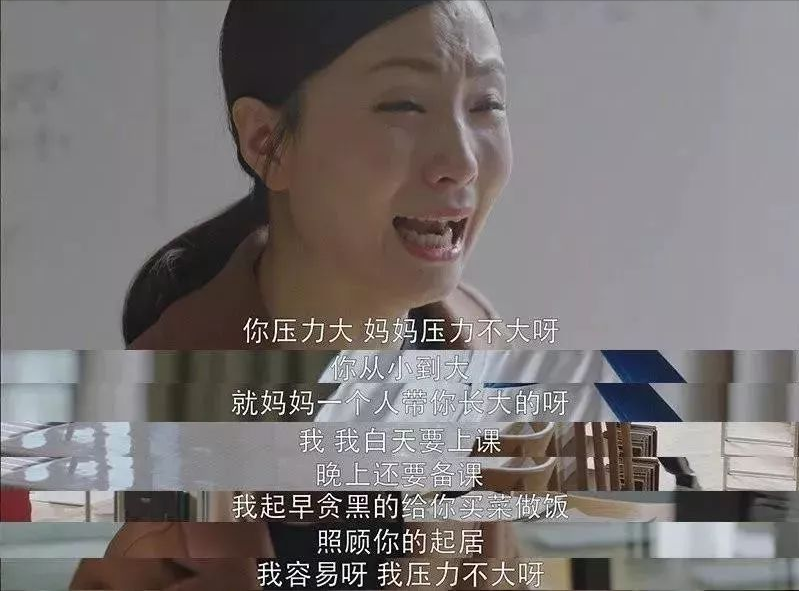 你压力大 妈妈压力不大呀
你从小到大
就妈妈一个人带你长大的呀
我 我白天要上课
晚上还要备课
我起早贪黑的给你买菜做饭
照顾你的起居
我容易呀 我压力不大呀